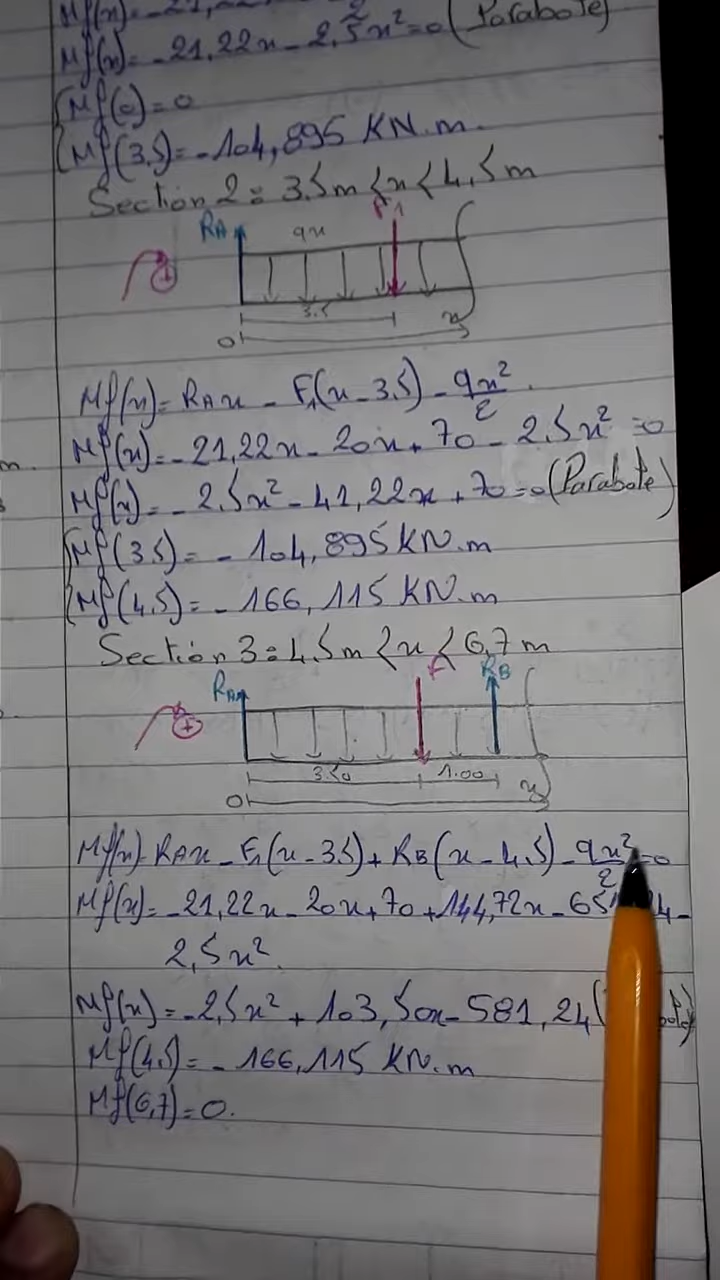 Mf(x)= -21,22x - 2,5x²=0 (Parabole)
Mf(0)=0
Mf(3,5)= -104,895 KN.m
Section 2: 3.5m<x<4,5m
RA qx F1
3.5
0 x
Mf(x)= RAx - F1(x-3,5) - qx²/2
Mf(x)= -21,22x - 20x + 70 - 2,5x²=0
Mf(x)= -2,5x² - 41,22x + 70=0 (Parabole)
Mf(3,5)= -104,895KN.m
Mf(4,5)= -166,115 KN.m
Section 3: 4,5m<x<6,7m
RA F RB
3.50 1.00
0 x
Mf(x)= RAx - F1(x-3,5) + RB(x-4,5) - qx²/2=0
Mf(x)= -21,22x - 20x + 70 + 144,72x -
2,5x².
Mf(x)= -2,5x² + 103,50x - 581,24
Mf(4,5)= -166,115 KN.m
Mf(6,7)=0.